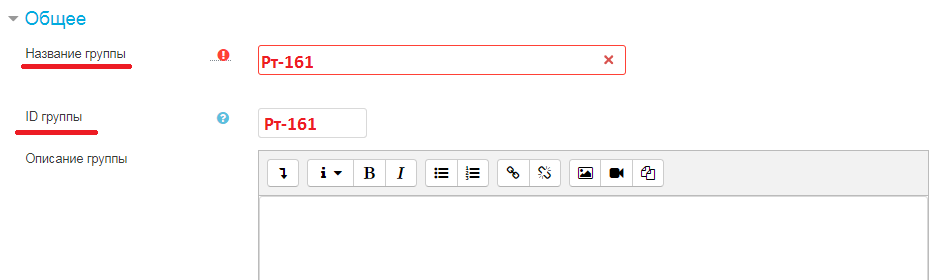 Общее
Название группы
Рт-161
ID группы
Рт-161
Описание группы